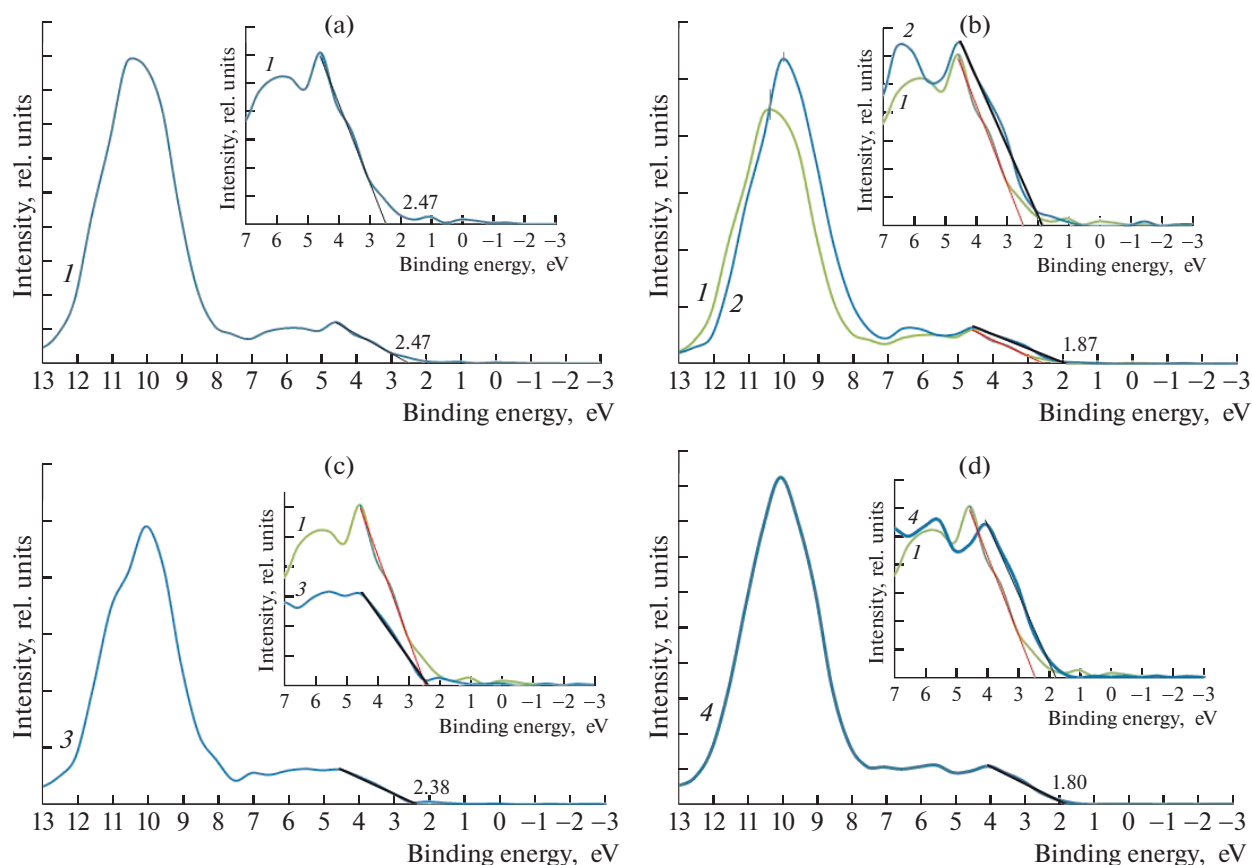 (a)
Intensity, rel. units
Intensity, rel. units
1
2.47
7 6 5 4 3 2 1 0 −1 −2 −3
Binding energy, eV
1
2.47
13 12 11 10 9 8 7 6 5 4 3 2 1 0 −1 −2 −3
Binding energy, eV
(b)
Intensity, rel. units
Intensity, rel. units
2
1
7 6 5 4 3 2 1 0 −1 −2 −3
Binding energy, eV
1
2
1.87
13 12 11 10 9 8 7 6 5 4 3 2 1 0 −1 −2 −3
Binding energy, eV
(c)
Intensity, rel. units
Intensity, rel. units
1
3
7 6 5 4 3 2 1 0 −1 −2 −3
Binding energy, eV
3
2.38
13 12 11 10 9 8 7 6 5 4 3 2 1 0 −1 −2 −3
Binding energy, eV
(d)
Intensity, rel. units
Intensity, rel. units
4
1
7 6 5 4 3 2 1 0 −1 −2 −3
Binding energy, eV
4
1.80
13 12 11 10 9 8 7 6 5 4 3 2 1 0 −1 −2 −3
Binding energy, eV